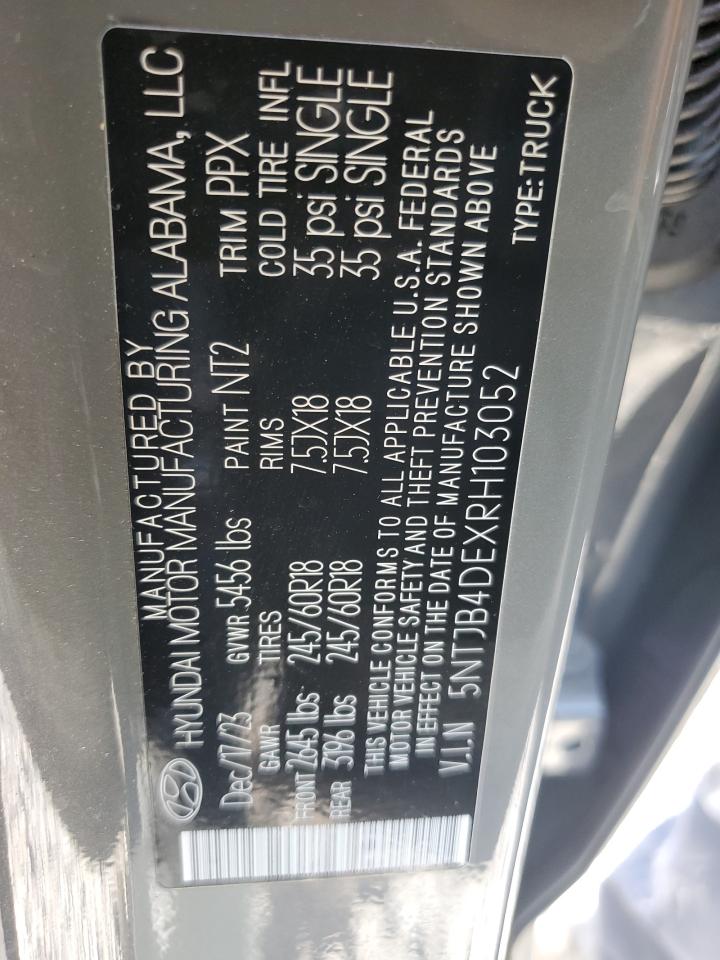 MANUFACTURED BY
HYUNDAI MOTOR MANUFACTURING ALABAMA, LLC
Dec/17/23 GVWR 5456 lbs PAINT NT2 TRIM PPX
GAWR TIRES RIMS COLD TIRE INFL
FRONT 2645 lbs 245/60R18 7.5JX18 35 psi SINGLE
REAR 3196 lbs 245/60R18 7.5JX18 35 psi SINGLE
THIS VEHICLE CONFORMS TO ALL APPLICABLE U.S.A. FEDERAL
MOTOR VEHICLE SAFETY AND THEFT PREVENTION STANDARDS
IN EFFECT ON THE DATE OF MANUFACTURE SHOWN ABOVE
V.I.N 5NTJB4DEXRH103052 TYPE:TRUCK